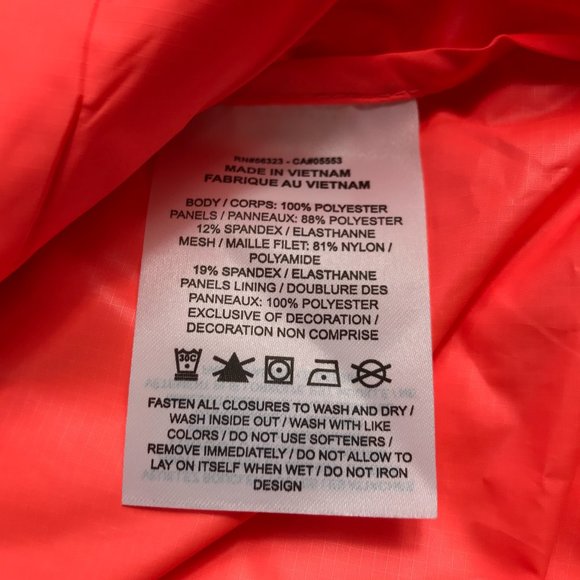 RN#56323 - CA#05553
MADE IN VIETNAM
FABRIQUE AU VIETNAM
BODY / CORPS: 100% POLYESTER
PANELS / PANNEAUX: 88% POLYESTER
12% SPANDEX / ELASTHANNE
MESH / MAILLE FILET: 81% NYLON /
POLYAMIDE
19% SPANDEX / ELASTHANNE
PANELS LINING / DOUBLURE DES
PANNEAUX: 100% POLYESTER
EXCLUSIVE OF DECORATION /
DECORATION NON COMPRISE
30C
FASTEN ALL CLOSURES TO WASH AND DRY /
WASH INSIDE OUT / WASH WITH LIKE
COLORS / DO NOT USE SOFTENERS /
REMOVE IMMEDIATELY / DO NOT ALLOW TO
LAY ON ITSELF WHEN WET / DO NOT IRON
DESIGN